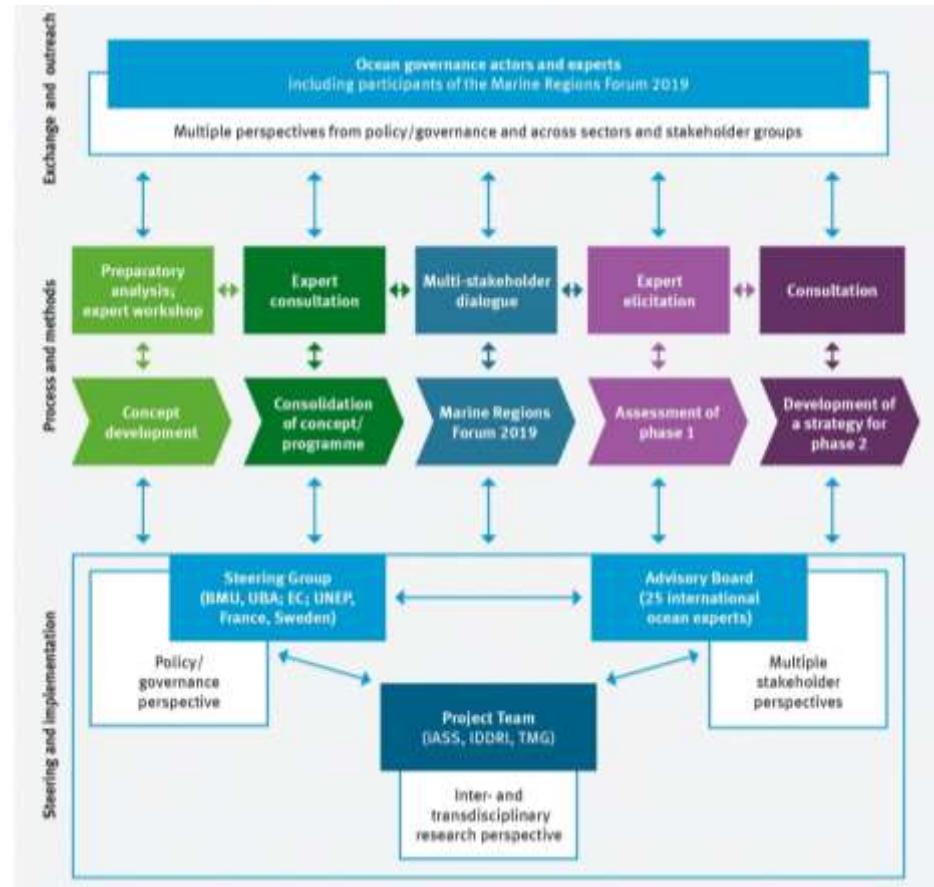 Exchange and outreach
Ocean governance actors and experts
including participants of the Marine Regions Forum 2019
Multiple perspectives from policy/governance and across sectors and stakeholder groups
Process and methods
Preparatory
analysis;
expert workshop
Expert
consultation
Multi-stakeholder
dialogue
Expert
elicitation
Consultation
Concept
development
Consolidation
of concept/
programme
Marine Regions
Forum 2019
Assessment of
phase 1
Development of
a strategy for
phase 2
Steering and implementation
Steering Group
(BMU, UBA; EC; UNEP,
France, Sweden)
Policy/
governance
perspective
Advisory Board
(25 international
ocean experts)
Multiple
stakeholder
perspectives
Project Team
(IASS, IDDRI, TMG)
Inter- and
transdisciplinary
research perspective